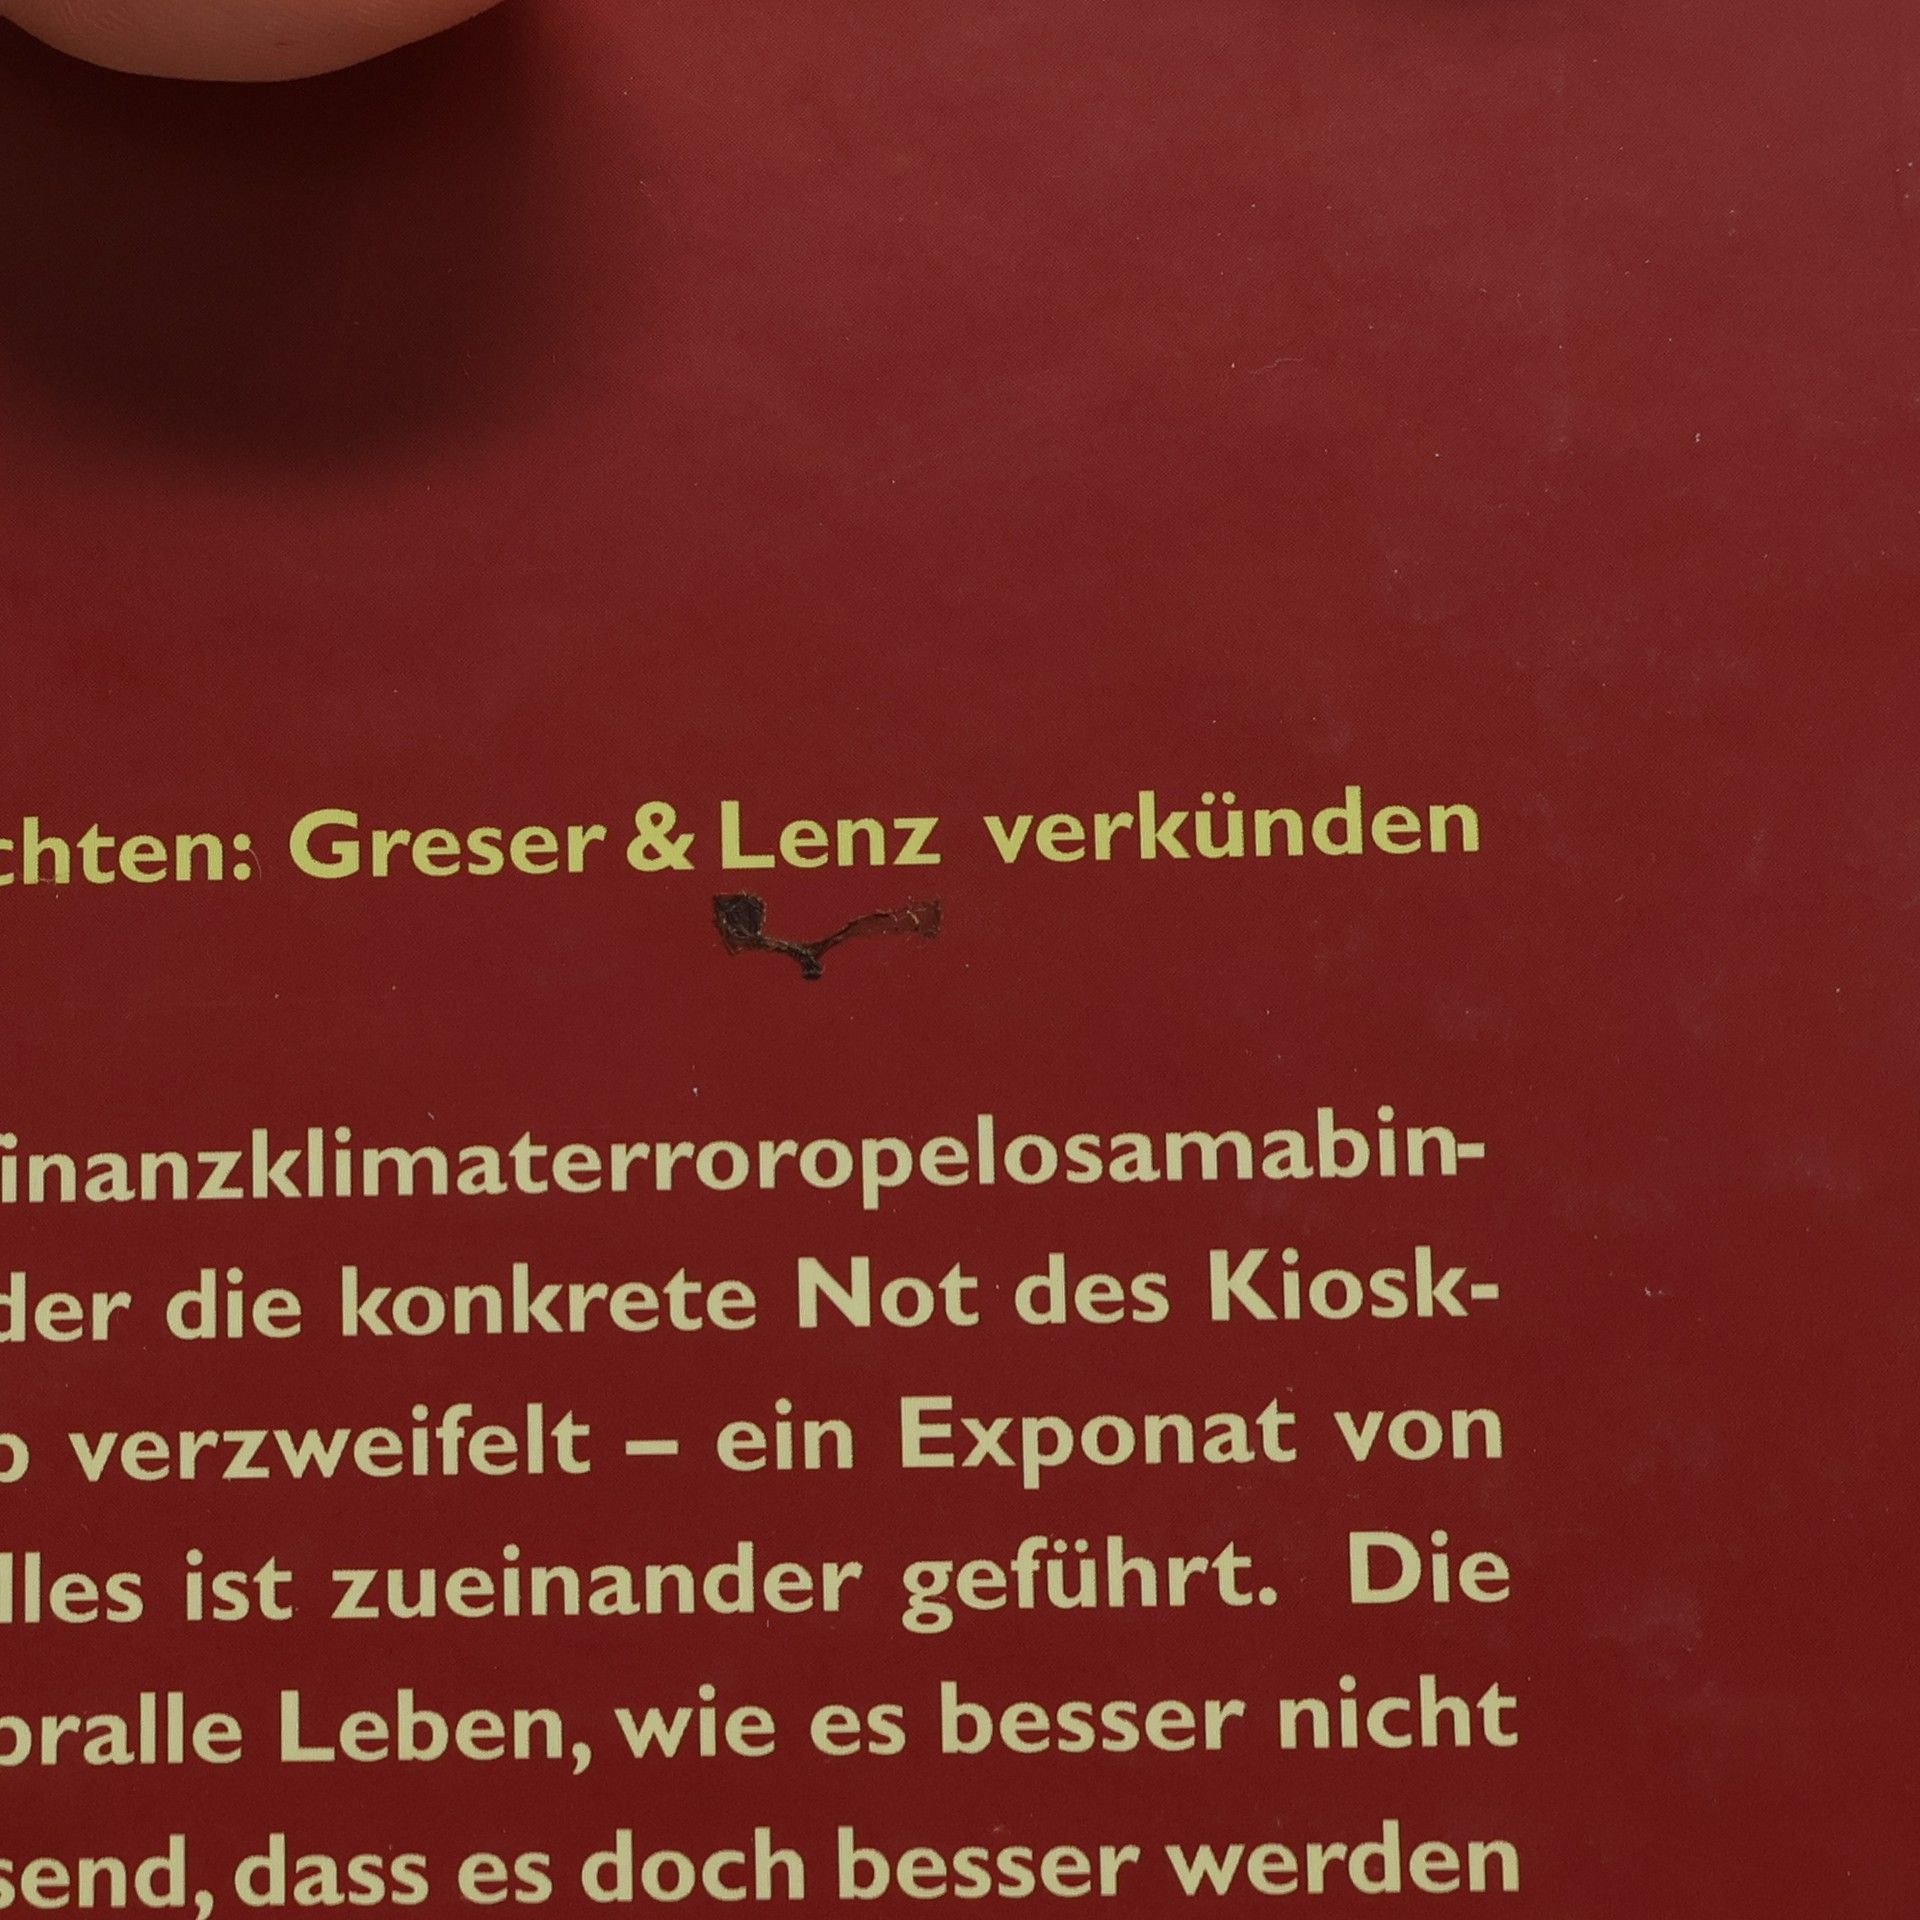 chten: Greser & Lenz verkünden
inanzklimaterroropelosamabin-
der die konkrete Not des Kiosk-
verzweifelt – ein Exponat von
lles ist zueinander geführt. Die
pralle Leben, wie es besser nicht
send, dass es doch besser werden